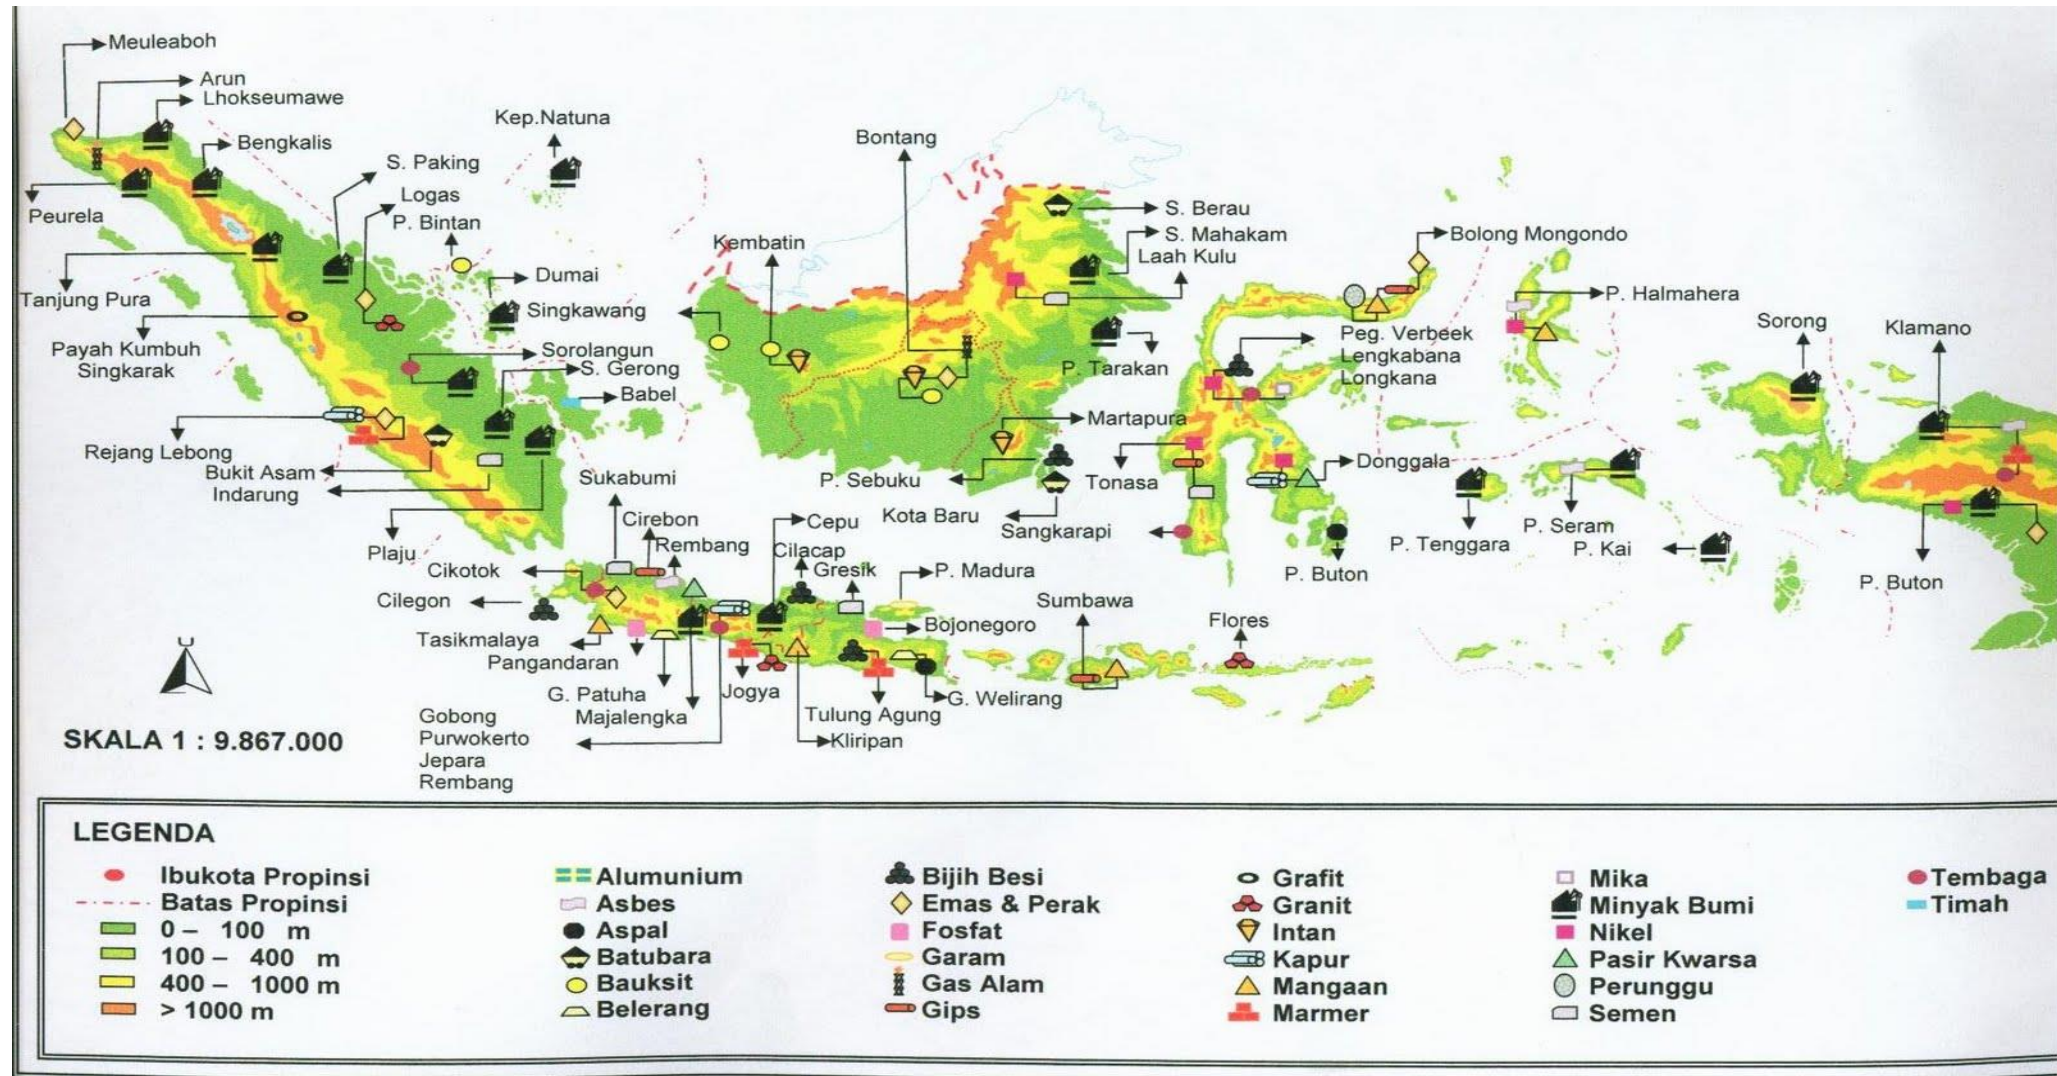 Meuleaboh
Arun
Lhokseumawe
Bengkalis
Kep.Natuna
S. Paking
Logas
P. Bintan
Peurela
Dumai
Tanjung Pura
Singkawang
Payah Kumbuh
Singkarak
Sorolangun
S. Gerong
Babel
Rejang Lebong
Bukit Asam
Indarung
Plaju
Kembatin
Bontang
S. Berau
S. Mahakam
Laah Kulu
P. Tarakan
Martapura
P. Sebuku
Kota Baru
Bolong Mongondo
Peg. Verbeek
Lengkabana
Longkana
Tonasa
Donggala
Sangkarapi
P. Buton
P. Halmahera
Sorong
Klamano
P. Tenggara
P. Seram
P. Kai
P. Buton
Sukabumi
Cirebon
Rembang
Cepu
Cilacap
Gresik
P. Madura
Cikotok
Cilegon
Tasikmalaya
Pangandaran
Bojonegoro
Sumbawa
Flores
G. Patuha
Majalengka
Jogya
Tulung Agung
G. Welirang
Kliripan
Gobong
Purwokerto
Jepara
Rembang
U
SKALA 1 : 9.867.000
LEGENDA
Ibukota Propinsi
Batas Propinsi
0 – 100 m
100 – 400 m
400 – 1000 m
> 1000 m
Alumunium
Asbes
Aspal
Batubara
Bauksit
Belerang
Bijih Besi
Emas & Perak
Fosfat
Garam
Gas Alam
Gips
Grafit
Granit
Intan
Kapur
Mangaan
Marmer
Mika
Minyak Bumi
Nikel
Pasir Kwarsa
Perunggu
Semen
Tembaga
Timah